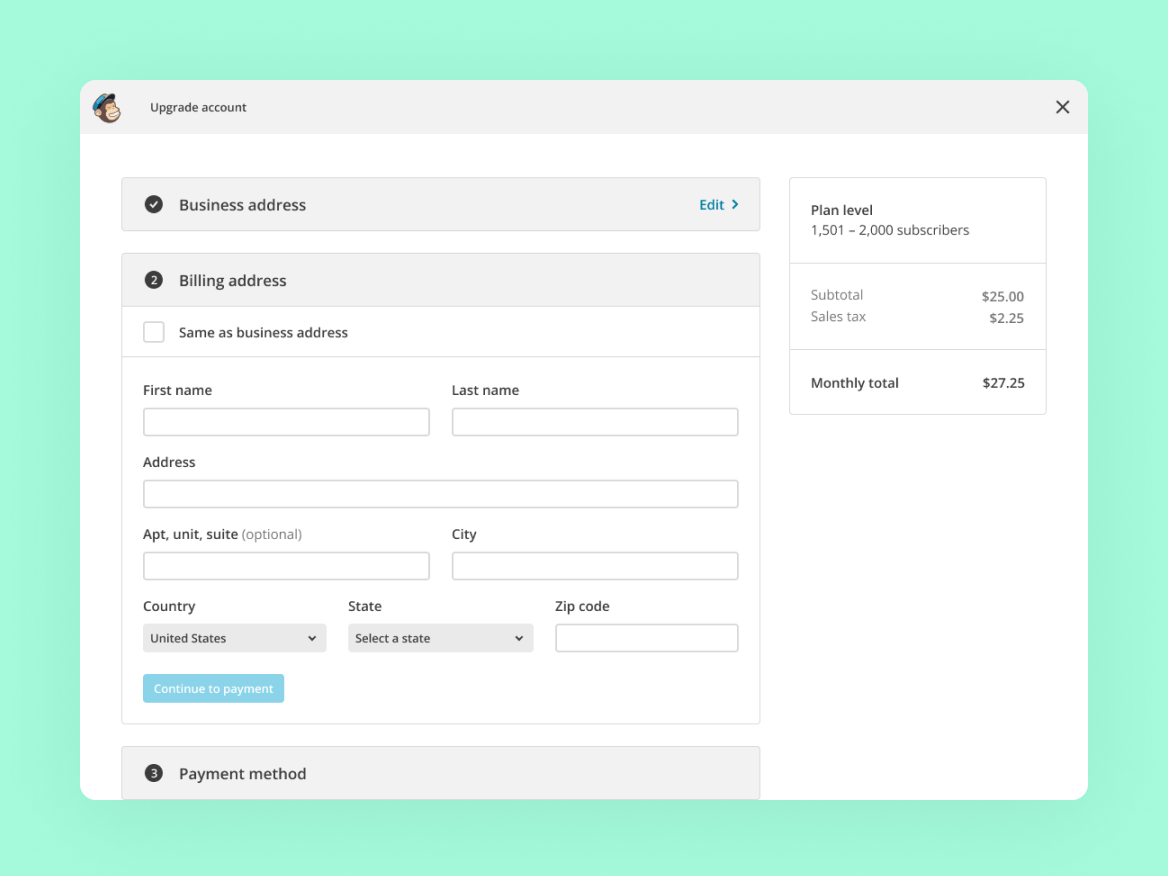 Upgrade account
Business address
Edit
2 Billing address
Same as business address
First name
Last name
Address
Apt, unit, suite (optional)
City
Country
State
Zip code
United States
Select a state
Continue to payment
3 Payment method
Plan level
1,501 – 2,000 subscribers
Subtotal $25.00
Sales tax $2.25
Monthly total $27.25